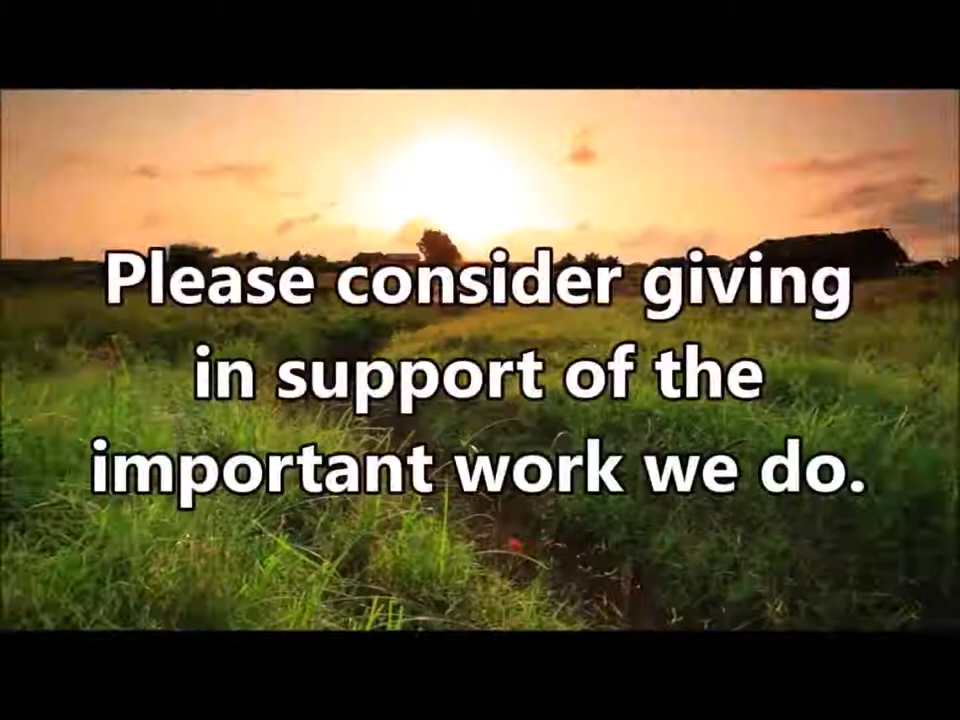 Please consider giving
in support of the
important work we do.